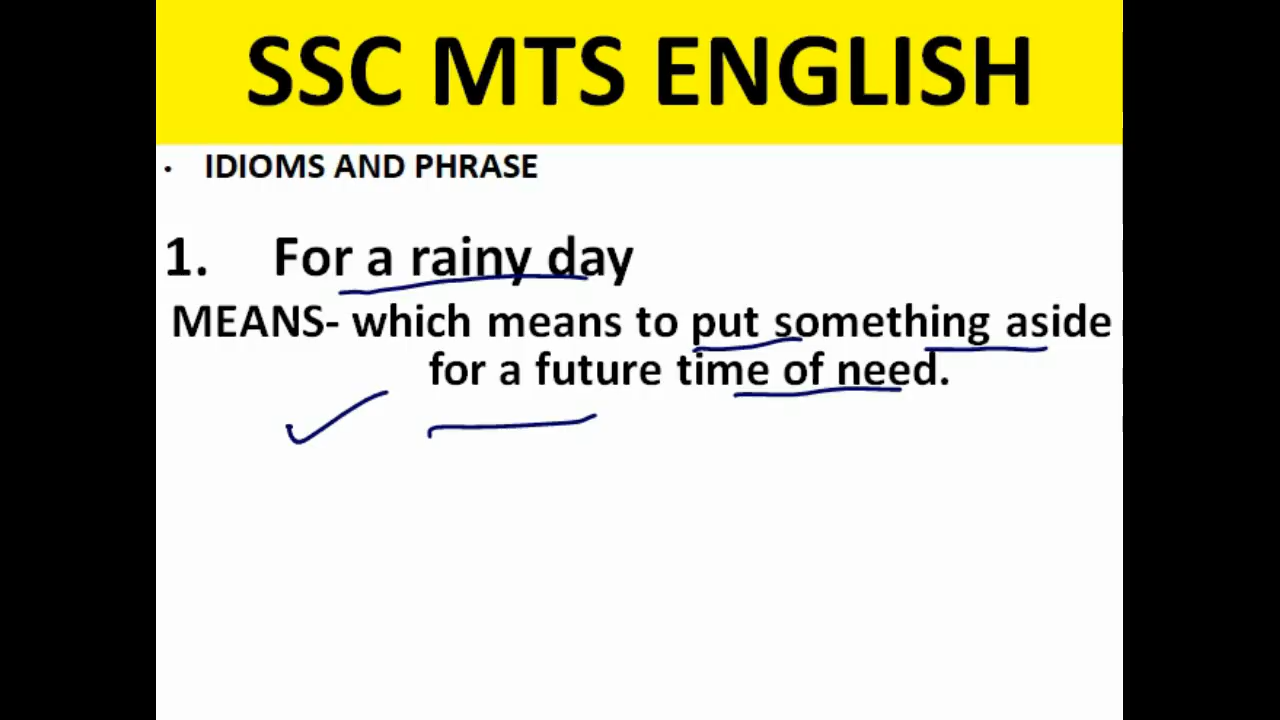 SSC MTS ENGLISH
• IDIOMS AND PHRASE
1. For a rainy day
MEANS- which means to put something aside
for a future time of need.